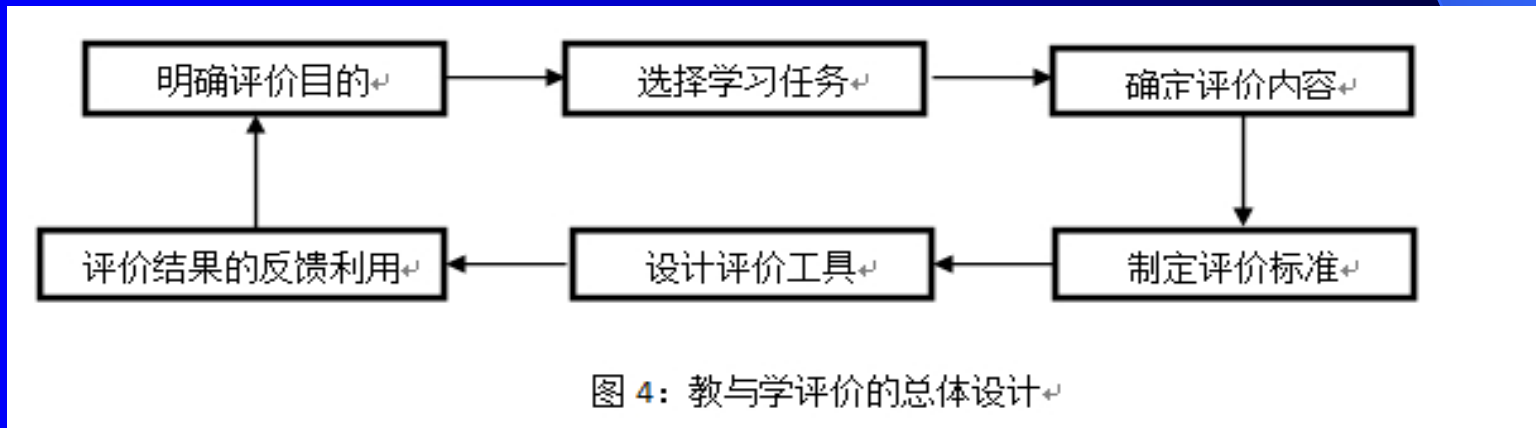 明确评价目的
选择学习任务
确定评价内容
评价结果的反馈利用
设计评价工具
制定评价标准
图 4：教与学评价的总体设计